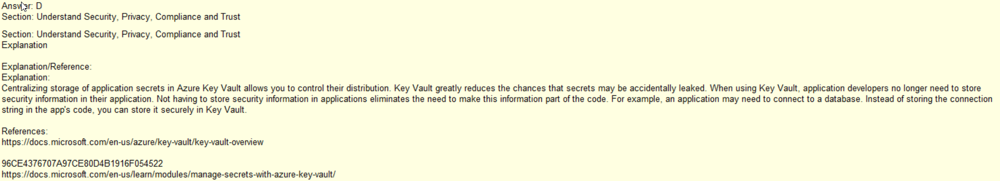 Answer: D
Section: Understand Security, Privacy, Compliance and Trust
Section: Understand Security, Privacy, Compliance and Trust
Explanation
Explanation/Reference:
Explanation:
Centralizing storage of application secrets in Azure Key Vault allows you to control their distribution. Key Vault greatly reduces the chances that secrets may be accidentally leaked. When using Key Vault, application developers no longer need to store
security information in their application. Not having to store security information in applications eliminates the need to make this information part of the code. For example, an application may need to connect to a database. Instead of storing the connection
string in the app's code, you can store it securely in Key Vault.
References:
https://docs.microsoft.com/en-us/azure/key-vault/key-vault-overview
96CE4376707A97CE80D4B1916F054522
https://docs.microsoft.com/en-us/learn/modules/manage-secrets-with-azure-key-vault/